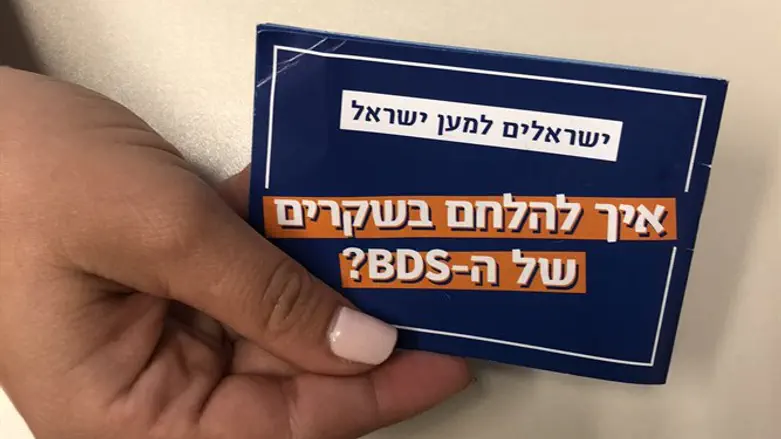 ישראלים למען ישראל
איך להלחם בשקרים
של ה-BDS?